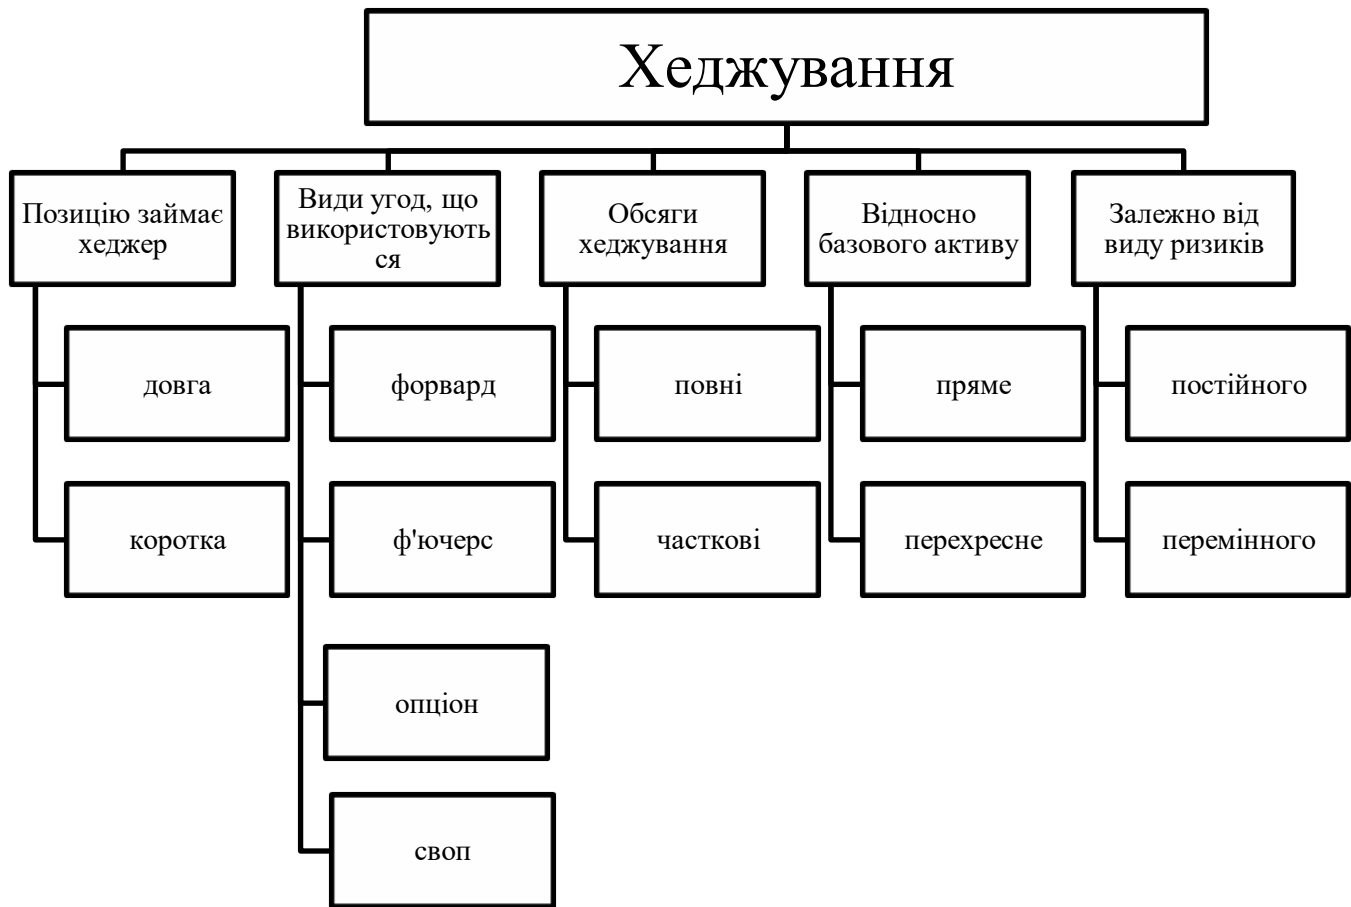 Хеджування
Позицію займає
хеджер
Види угод, що
використовують
ся
Обсяги
хеджування
Відносно
базового активу
Залежно від
виду ризиків
довга
форвард
повні
пряме
постійного
коротка
ф'ючерс
часткові
перехресне
перемінного
опціон
своп